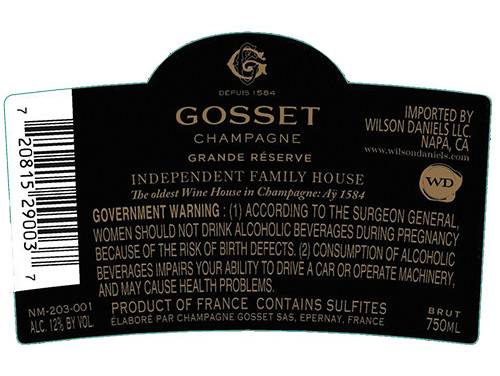 G
DEPUIS 1584
GOSSET
CHAMPAGNE
GRANDE RÉSERVE
INDEPENDENT FAMILY HOUSE
The oldest Wine House in Champagne: Aÿ 1584
IMPORTED BY
WILSON DANIELS LLC.
NAPA, CA
www.wilsondaniels.com
WD
GOVERNMENT WARNING : (1) ACCORDING TO THE SURGEON GENERAL,
WOMEN SHOULD NOT DRINK ALCOHOLIC BEVERAGES DURING PREGNANCY
BECAUSE OF THE RISK OF BIRTH DEFECTS. (2) CONSUMPTION OF ALCOHOLIC
BEVERAGES IMPAIRS YOUR ABILITY TO DRIVE A CAR OR OPERATE MACHINERY,
AND MAY CAUSE HEALTH PROBLEMS.
PRODUCT OF FRANCE CONTAINS SULFITES
ÉLABORÉ PAR CHAMPAGNE GOSSET SAS, EPERNAY, FRANCE
NM-203-001
ALC. 12% BY VOL.
BRUT
750ML
7 20815 29003 7